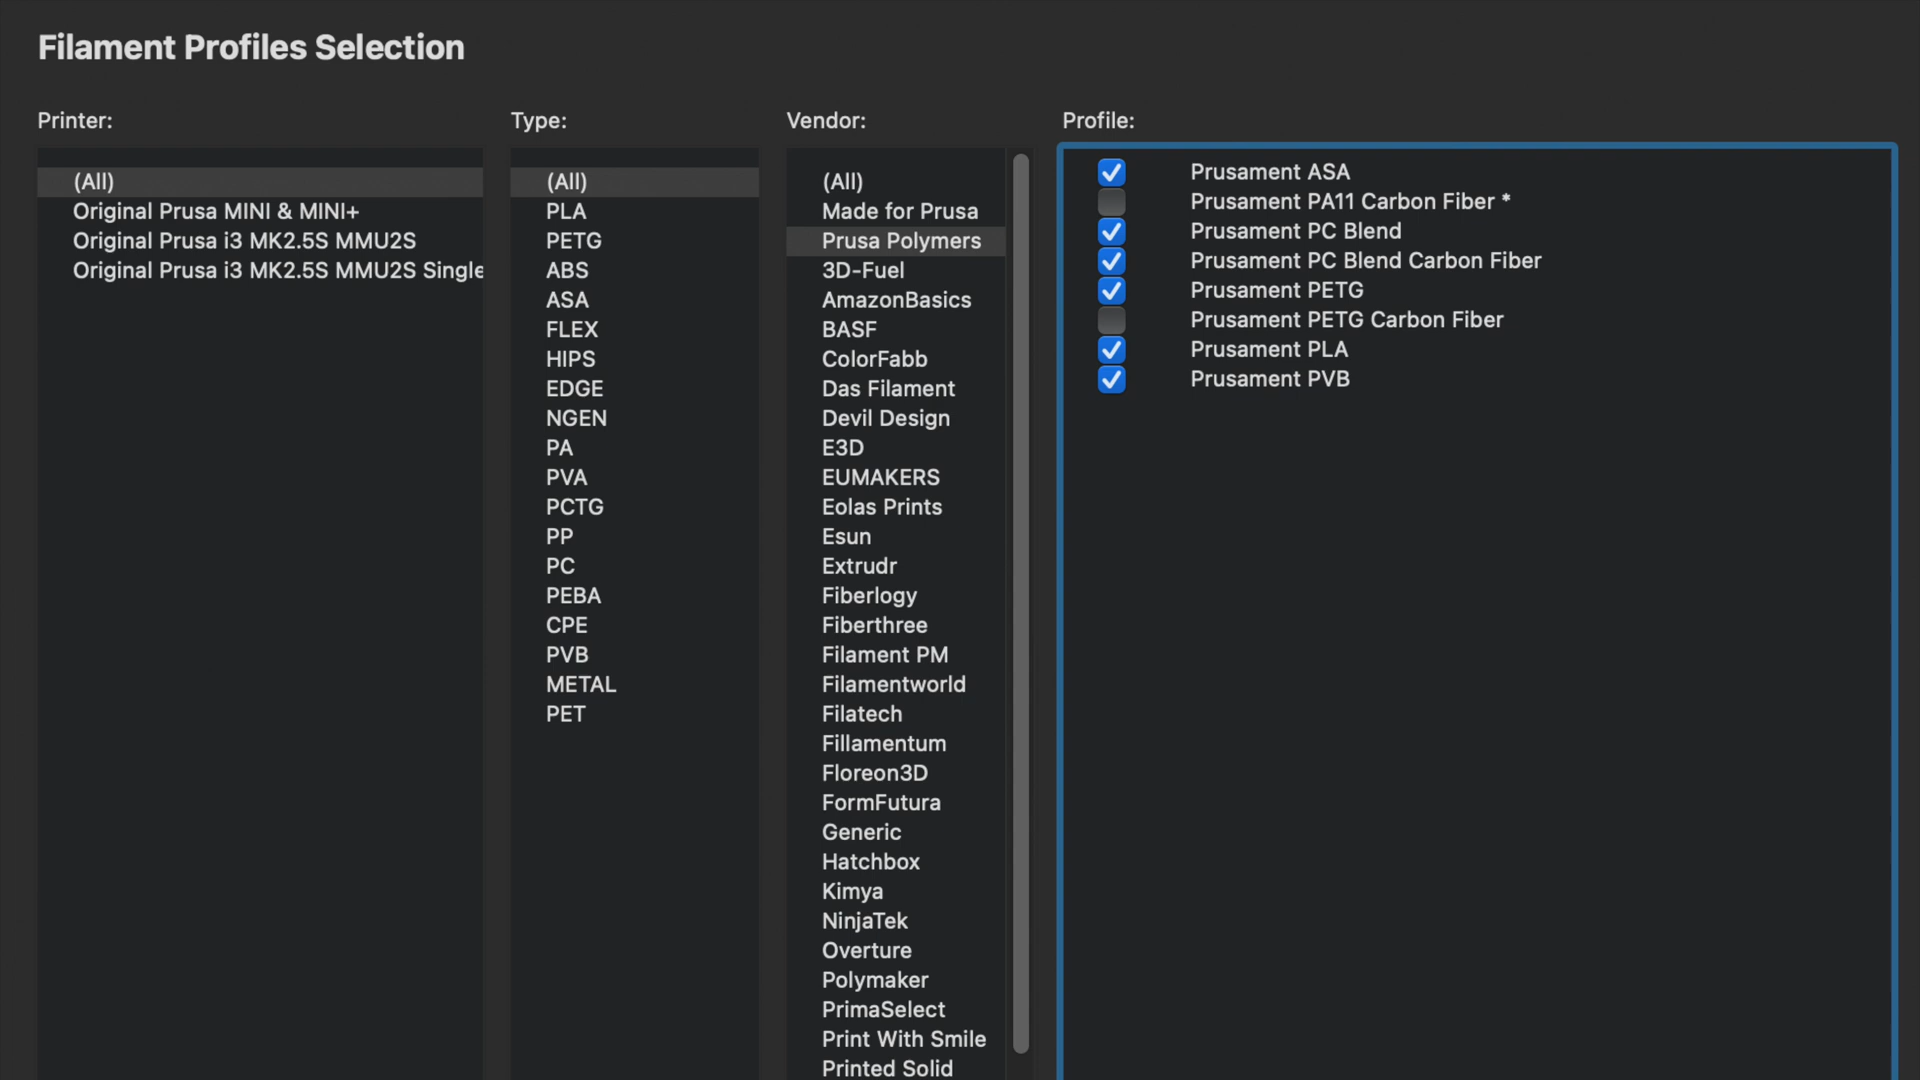 Filament Profiles Selection
Printer:
(All)
Original Prusa MINI & MINI+
Original Prusa i3 MK2.5S MMU2S
Original Prusa i3 MK2.5S MMU2S Single
Type:
(All)
PLA
PETG
ABS
ASA
FLEX
HIPS
EDGE
NGEN
PA
PVA
PCTG
PP
PC
PEBA
CPE
PVB
METAL
PET
Vendor:
(All)
Made for Prusa
Prusa Polymers
3D-Fuel
AmazonBasics
BASF
ColorFabb
Das Filament
Devil Design
E3D
EUMAKERS
Eolas Prints
Esun
Extrudr
Fiberlogy
Fiberthree
Filament PM
Filamentworld
Filatech
Fillamentum
Floreon3D
FormFutura
Generic
Hatchbox
Kimya
NinjaTek
Overture
Polymaker
PrimaSelect
Print With Smile
Printed Solid
Profile:
Prusament ASA
Prusament PA11 Carbon Fiber *
Prusament PC Blend
Prusament PC Blend Carbon Fiber
Prusament PETG
Prusament PETG Carbon Fiber
Prusament PLA
Prusament PVB